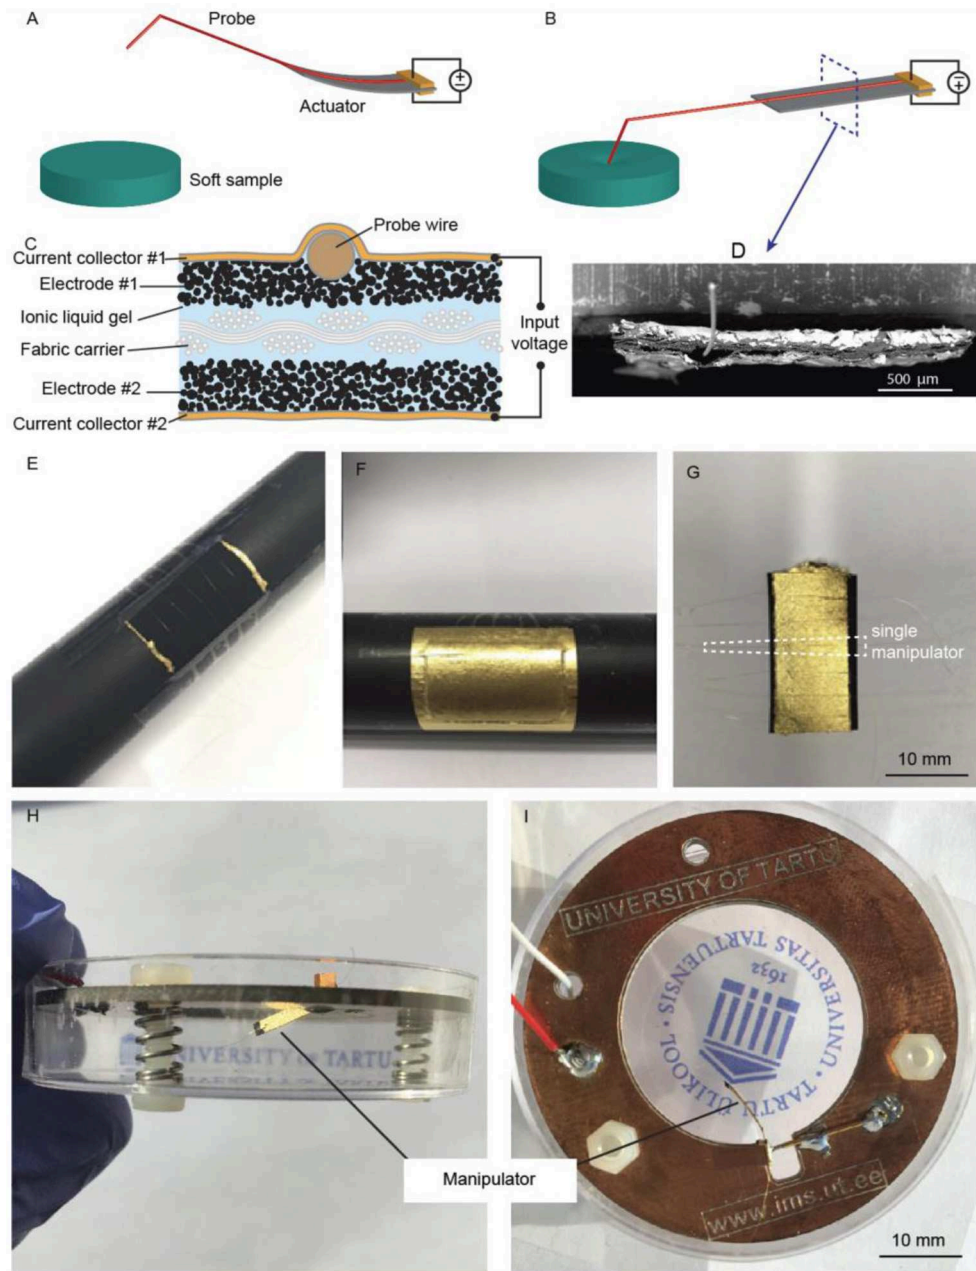 A
Probe
Actuator
Soft sample
B
C
Probe wire
Current collector #1
Electrode #1
Ionic liquid gel
Fabric carrier
Electrode #2
Current collector #2
Input
voltage
D
500 µm
E
F
G
single
manipulator
10 mm
H
UNIVERSITY OF TARTU
Manipulator
I
UNIVERSITY OF TARTU
TARTU ÜLIKOOL · UNIVERSITAS TARTUENSIS ·
1632
www.ims.ut.ee
10 mm